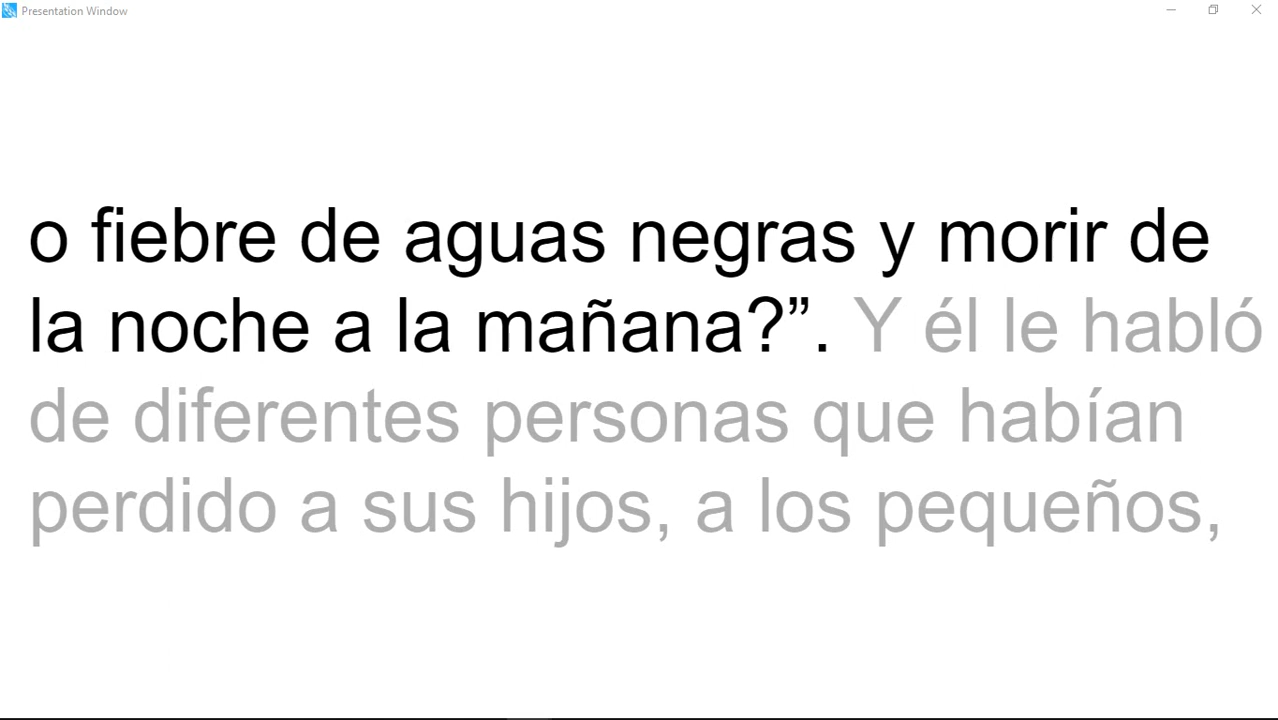 Presentation Window
o fiebre de aguas negras y morir de
la noche a la mañana?”. Y él le habló
de diferentes personas que habían
perdido a sus hijos, a los pequeños,